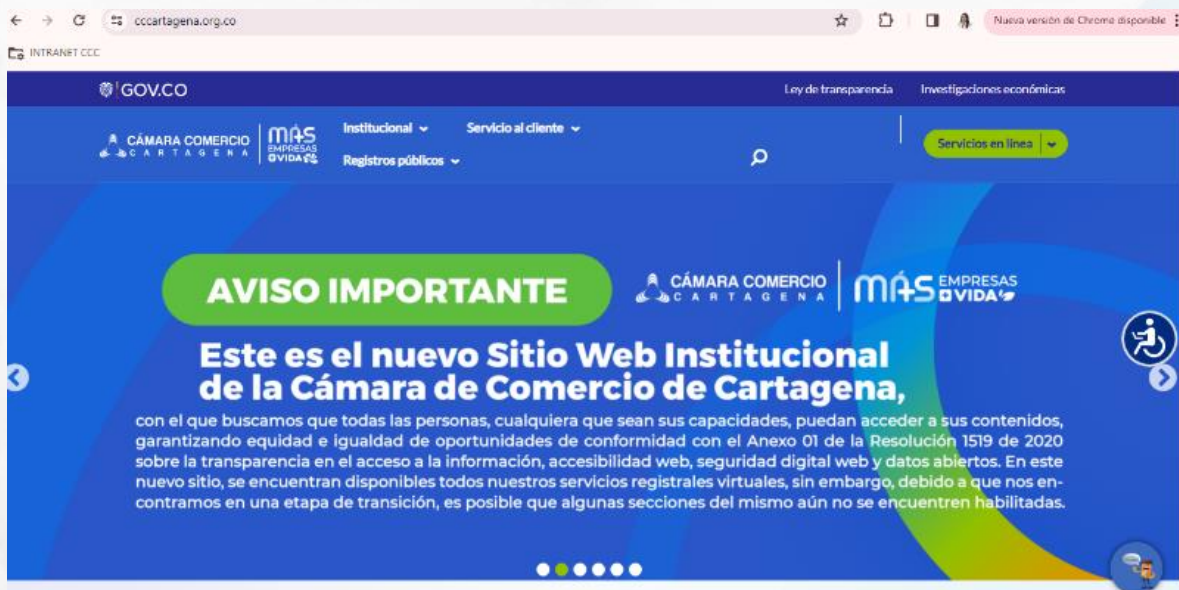 cccartagena.org.co
Nueva versión de Chrome disponible
INTRANET CCC
GOV.CO
Ley de transparencia
Investigaciones económicas
CÁMARA COMERCIO
CARTAGENA
MÁS
EMPRESAS
VIDA
Institucional
Servicio al cliente
Registros públicos
Servicios en línea
AVISO IMPORTANTE
CÁMARA COMERCIO
CARTAGENA
MÁS EMPRESAS
VIDA
Este es el nuevo Sitio Web Institucional
de la Cámara de Comercio de Cartagena,
con el que buscamos que todas las personas, cualquiera que sean sus capacidades, puedan acceder a sus contenidos,
garantizando equidad e igualdad de oportunidades de conformidad con el Anexo 01 de la Resolución 1519 de 2020
sobre la transparencia en el acceso a la información, accesibilidad web, seguridad digital web y datos abiertos. En este
nuevo sitio, se encuentran disponibles todos nuestros servicios registrales virtuales, sin embargo, debido a que nos en-
contramos en una etapa de transición, es posible que algunas secciones del mismo aún no se encuentren habilitadas.